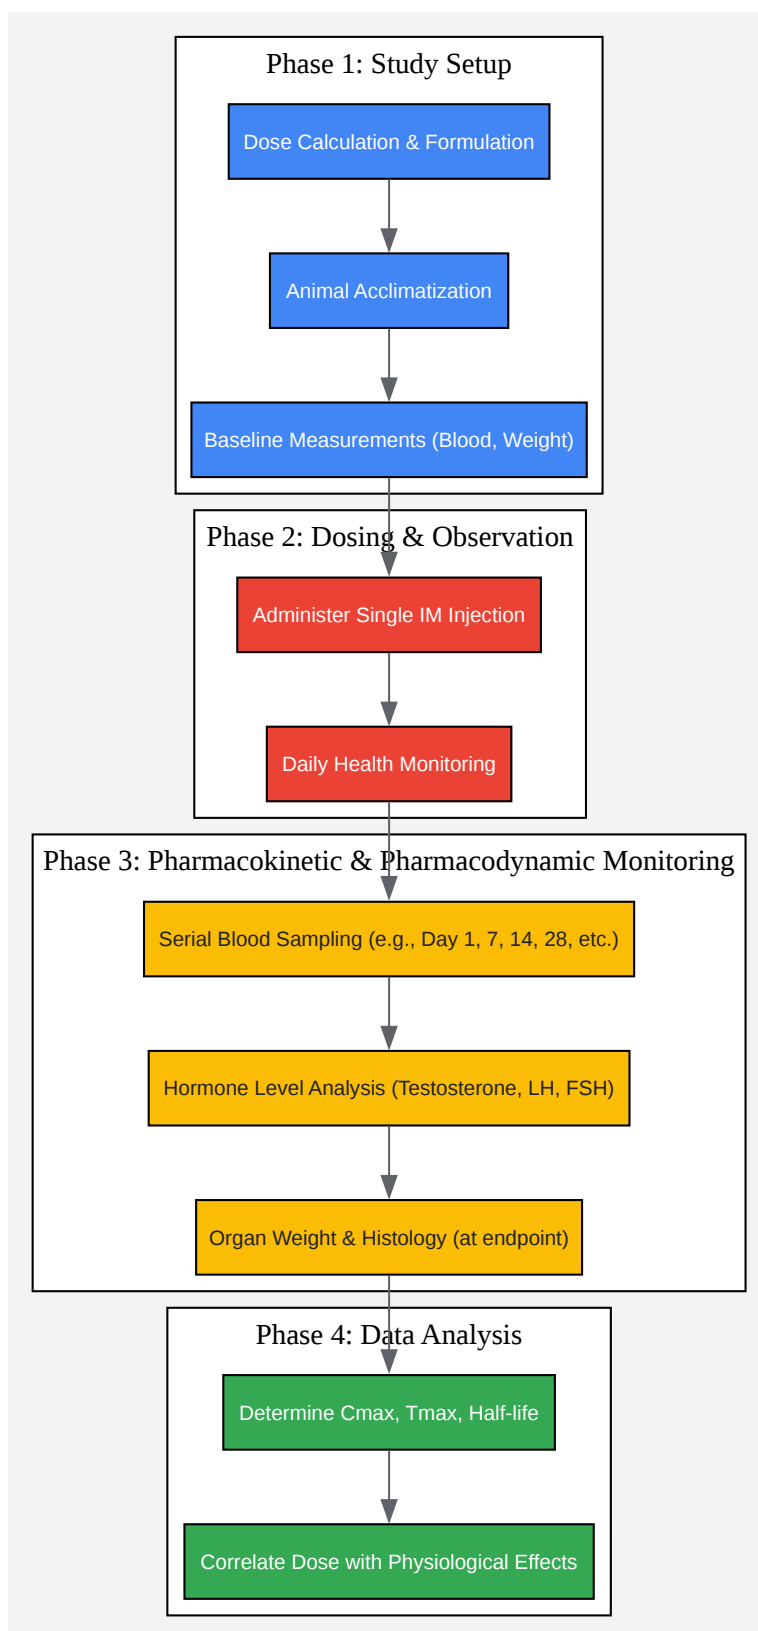 Phase 1: Study Setup
Dose Calculation & Formulation
Animal Acclimatization
Baseline Measurements (Blood, Weight)
Phase 2: Dosing & Observation
Administer Single IM Injection
Daily Health Monitoring
Phase 3: Pharmacokinetic & Pharmacodynamic Monitoring
Serial Blood Sampling (e.g., Day 1, 7, 14, 28, etc.)
Hormone Level Analysis (Testosterone, LH, FSH)
Organ Weight & Histology (at endpoint)
Phase 4: Data Analysis
Determine Cmax, Tmax, Half-life
Correlate Dose with Physiological Effects